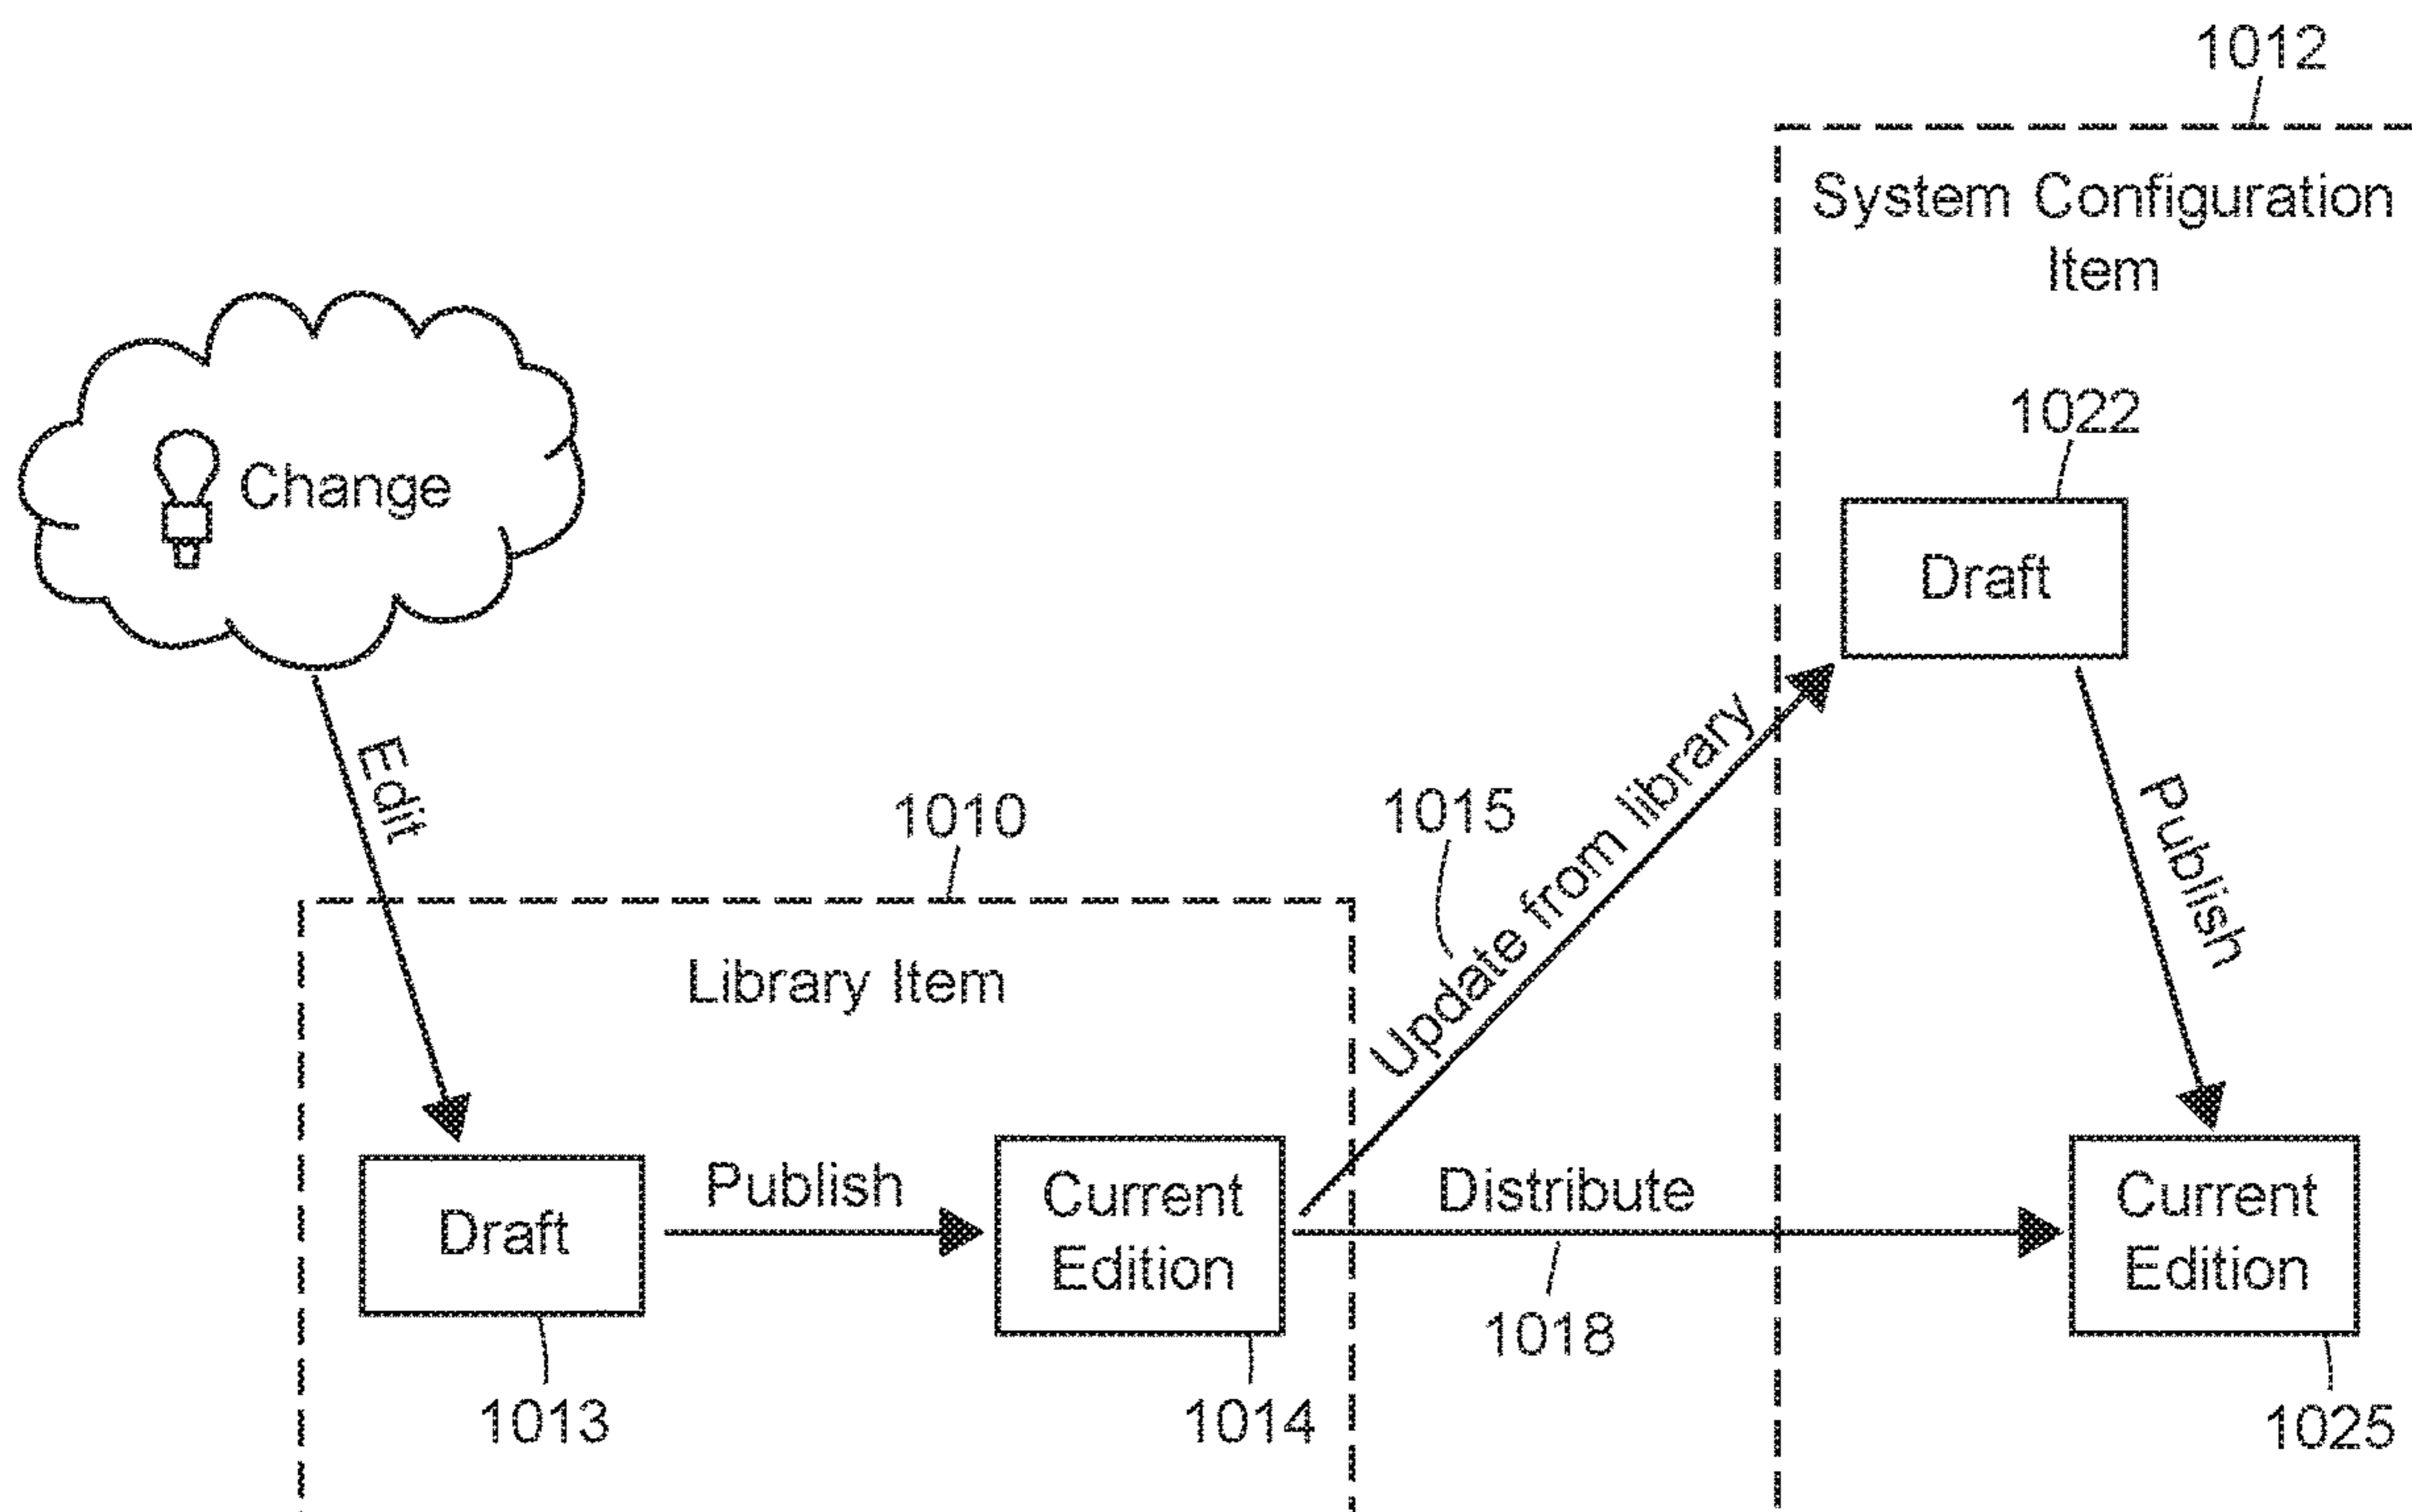 1012
System Configuration
Item
1022
Change
Draft
Edit
1010
1015
Update from library
Publish
Library Item
Draft
Publish
Current
Edition
Distribute
1018
Current
Edition
1013
1014
1025